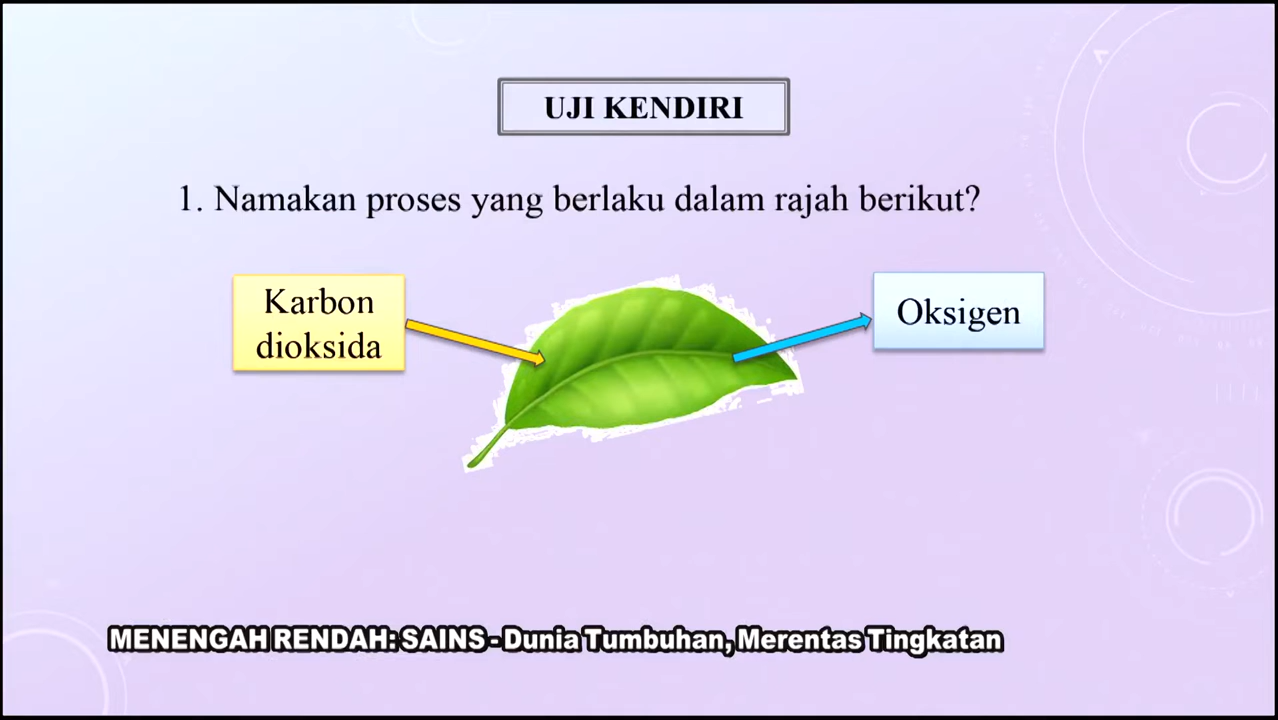 UJI KENDIRI
1. Namakan proses yang berlaku dalam rajah berikut?
Karbon
dioksida
Oksigen
MENENGAH RENDAH: SAINS - Dunia Tumbuhan, Merentas Tingkatan